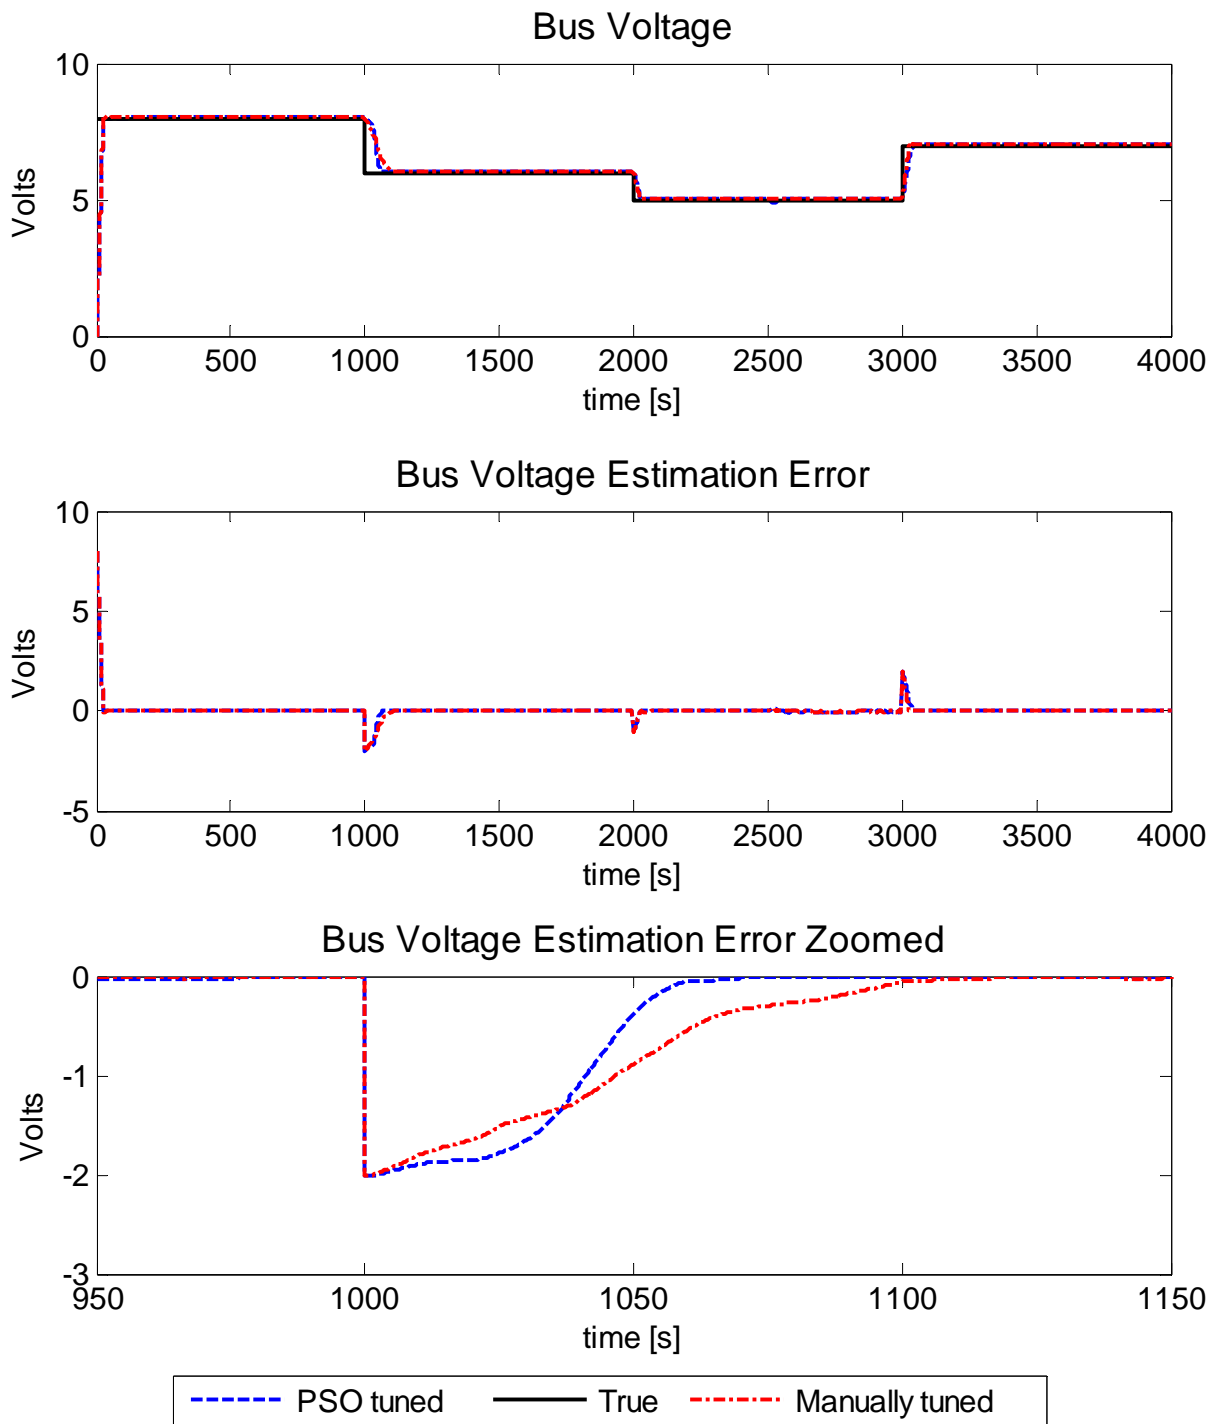 Bus Voltage
10
5
0
Volts
0 500 1000 1500 2000 2500 3000 3500 4000
time [s]
Bus Voltage Estimation Error
10
5
0
-5
Volts
0 500 1000 1500 2000 2500 3000 3500 4000
time [s]
Bus Voltage Estimation Error Zoomed
0
-1
-2
-3
Volts
950 1000 1050 1100 1150
time [s]
PSO tuned True Manually tuned